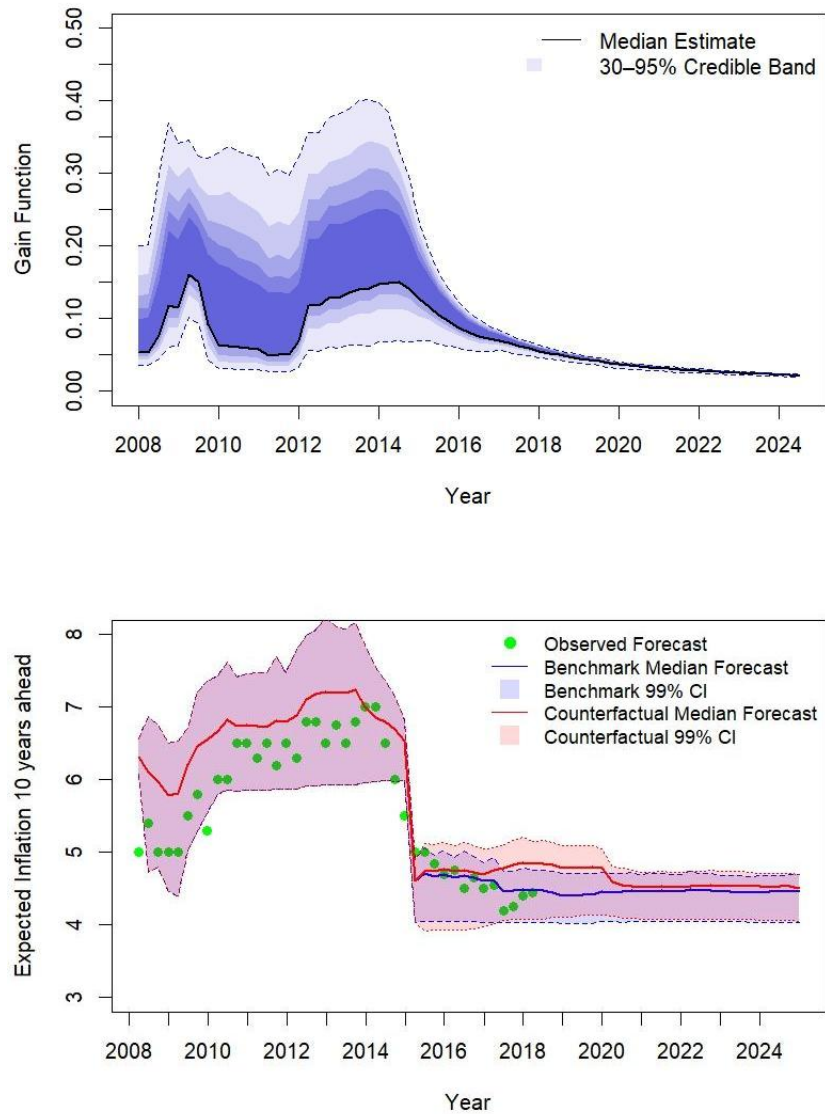 0.50
0.40
0.30
0.20
0.10
0.00
Gain Function
Median Estimate
30–95% Credible Band
2008 2010 2012 2014 2016 2018 2020 2022 2024
Year
8
7
6
5
4
3
Expected Inflation 10 years ahead
Observed Forecast
Benchmark Median Forecast
Benchmark 99% CI
Counterfactual Median Forecast
Counterfactual 99% CI
2008 2010 2012 2014 2016 2018 2020 2022 2024
Year